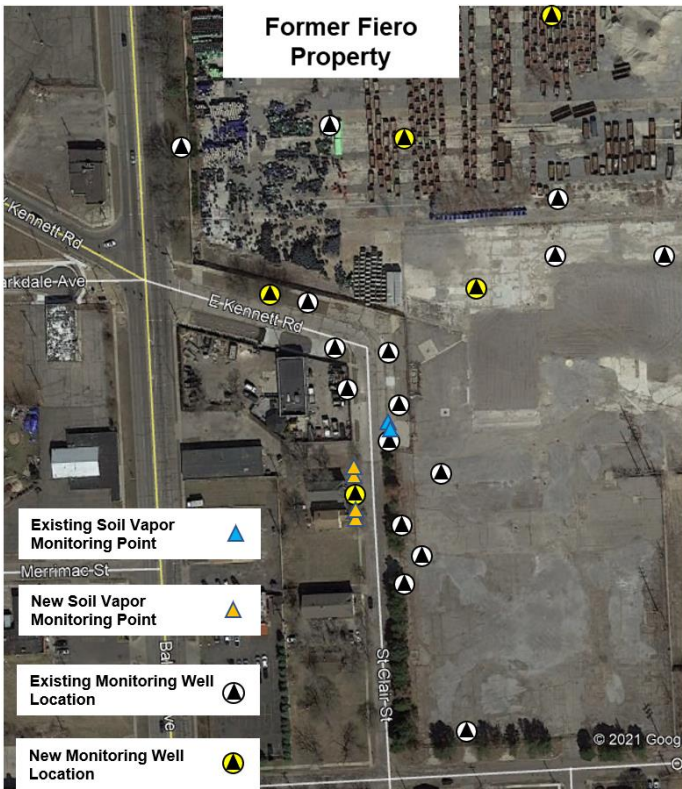 Former Fiero
Property
Kennett Rd
arkdale Ave
E Kennett Rd
Existing Soil Vapor
Monitoring Point
Merrimac St
New Soil Vapor
Monitoring Point
St Clair St
Existing Monitoring Well
Location
© 2021 Goog
New Monitoring Well
Location